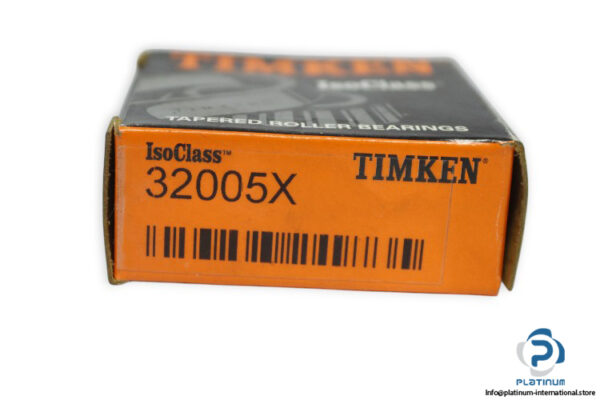 TIMKEN
IsoClass
TAPERED ROLLER BEARINGS
IsoClass™
TIMKEN®
32005X
PLATINUM
Info@platinum-international.store